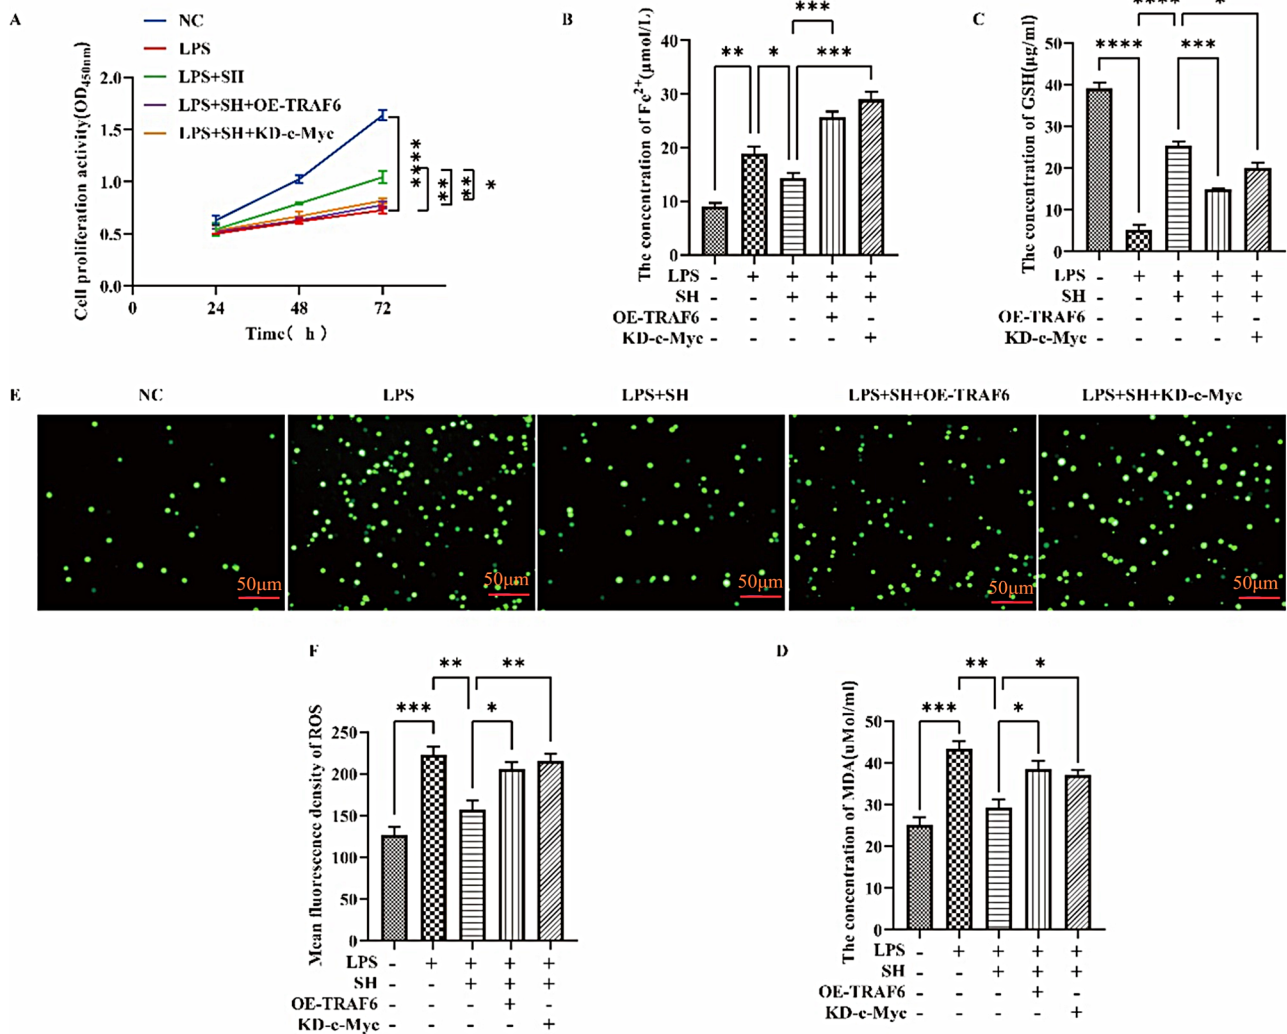 A
NC
LPS
LPS+SH
LPS+SH+OE-TRAF6
LPS+SH+KD-c-Myc
Cell proliferation activity(OD450nm)
2.0
1.5
1.0
0.5
0.0
0 24 48 72
Time( h )
****
**
**
*
B
The concentration of Fe2+(μmol/L)
***
** * ***
40
30
20
10
0
LPS - + + + +
SH - - + + +
OE-TRAF6 - - - + -
KD-c-Myc - - - - +
C
The concentration of GSH(μg/ml)
**** *
**** ***
50
40
30
20
10
0
LPS - + + + +
SH - - + + +
OE-TRAF6 - - - + -
KD-c-Myc - - - - +
E
NC LPS LPS+SH LPS+SH+OE-TRAF6 LPS+SH+KD-c-Myc
50μm 50μm 50μm 50μm 50μm
F
Mean fluorescence density of ROS
** **
*** *
250
200
150
100
50
0
LPS - + + + +
SH - - + + +
OE-TRAF6 - - - + -
KD-c-Myc - - - - +
D
The concentration of MDA(uMol/ml)
** *
*** *
50
40
30
20
10
0
LPS - + + + +
SH - - + + +
OE-TRAF6 - - - + -
KD-c-Myc - - - - +